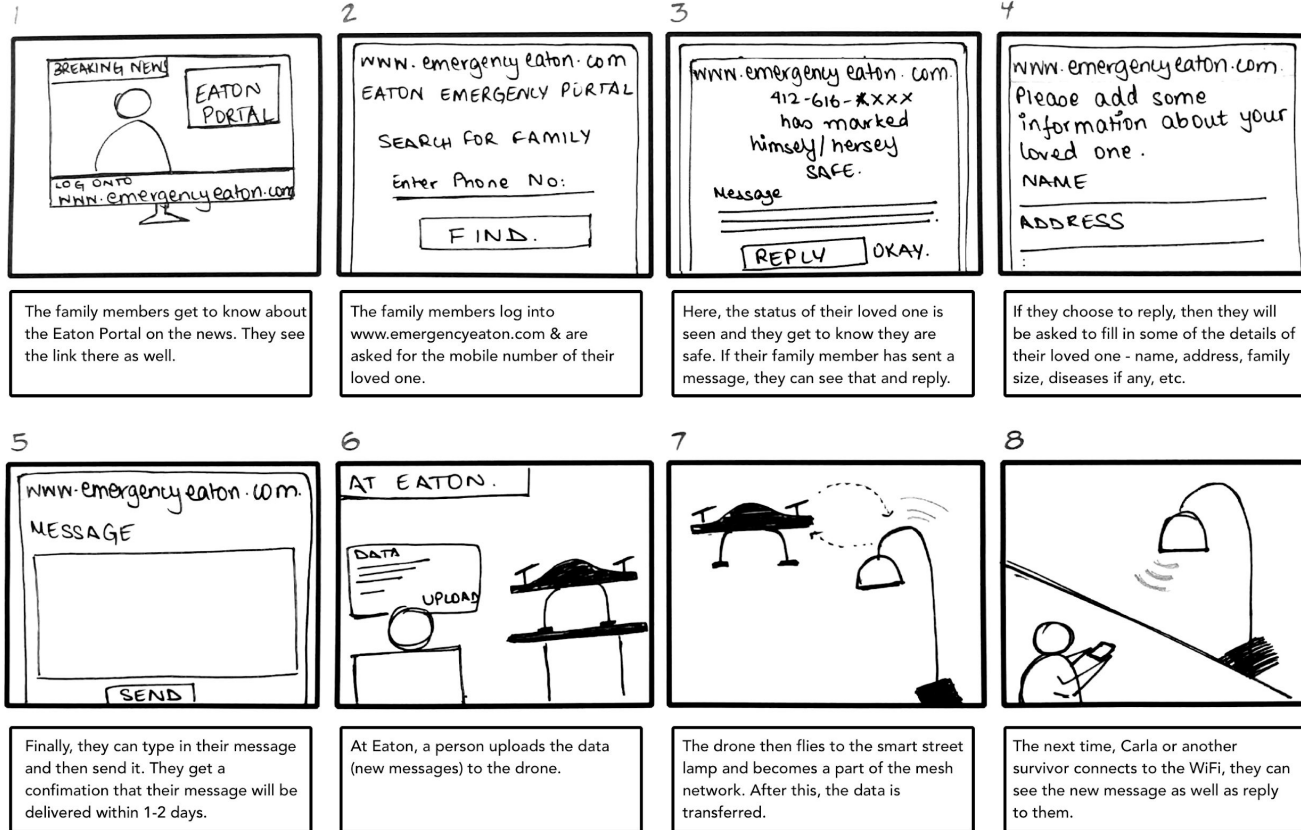 1
2
3
4
BREAKING NEWS
EATON
PORTAL
LOG ONTO
www.emergencyeaton.com
www.emergencyeaton.com
EATON EMERGENCY PORTAL
SEARCH FOR FAMILY
Enter Phone No:
FIND.
www.emergencyeaton.com.
412-616-XXXX
has marked
himsey/hersey
SAFE.
Message
REPLY OKAY.
www.emergencyeaton.com.
Please add some
information about your
loved one.
NAME
ADDRESS
The family members get to know about
the Eaton Portal on the news. They see
the link there as well.
The family members log into
www.emergencyeaton.com & are
asked for the mobile number of their
loved one.
Here, the status of their loved one is
seen and they get to know they are
safe. If their family member has sent a
message, they can see that and reply.
If they choose to reply, then they will
be asked to fill in some of the details of
their loved one - name, address, family
size, diseases if any, etc.
5
6
7
8
www.emergencyeaton.com.
MESSAGE
SEND
AT EATON.
DATA
UPLOAD
Finally, they can type in their message
and then send it. They get a
confimation that their message will be
delivered within 1-2 days.
At Eaton, a person uploads the data
(new messages) to the drone.
The drone then flies to the smart street
lamp and becomes a part of the mesh
network. After this, the data is
transferred.
The next time, Carla or another
survivor connects to the WiFi, they can
see the new message as well as reply
to them.